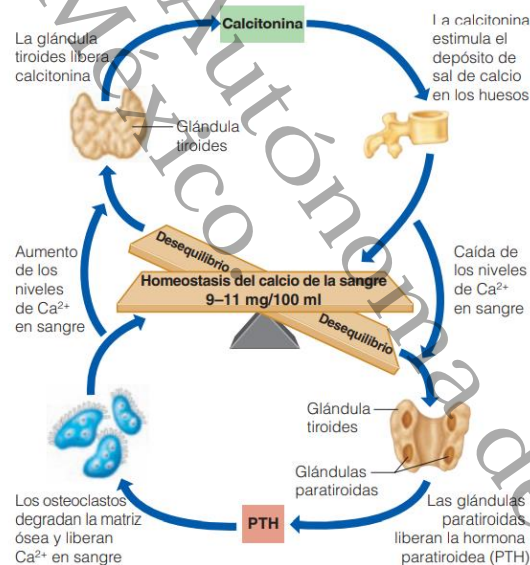 Calcitonina
La glándula
tiroides libera
calcitonina
La calcitonina
estimula el
depósito de
sal de calcio
en los huesos
Glándula
tiroides
Aumento
de los
niveles
de Ca²⁺
en sangre
Desequilibrio
Homeostasis del calcio de la sangre
9–11 mg/100 ml
Desequilibrio
Caída de
los niveles
de Ca²⁺
en sangre
Glándula
tiroides
Glándulas
paratiroidas
Los osteoclastos
degradan la matriz
ósea y liberan
Ca²⁺ en sangre
PTH
Las glándulas
paratiroidas
liberan la hormona
paratiroidea (PTH)
Autónoma de
México.